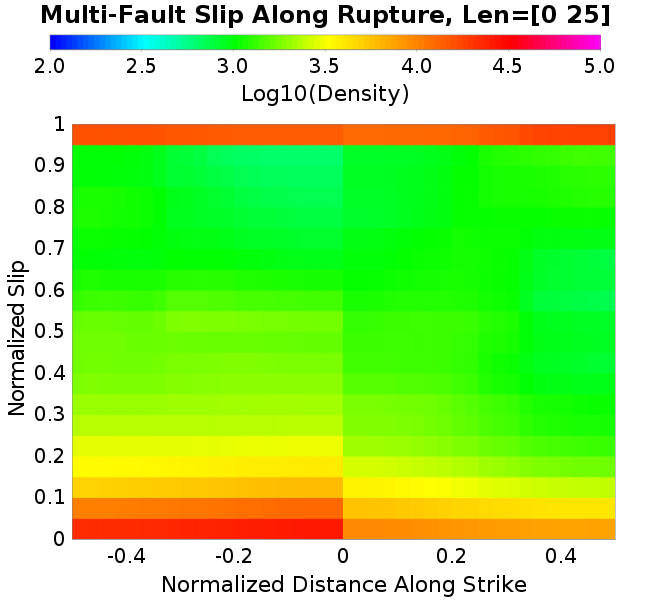 Multi-Fault Slip Along Rupture, Len=[0 25]
2.0 2.5 3.0 3.5 4.0 4.5 5.0
Log10(Density)
1
0.9
0.8
0.7
0.6
0.5
0.4
0.3
0.2
0.1
0
Normalized Slip
-0.4 -0.2 0 0.2 0.4
Normalized Distance Along Strike